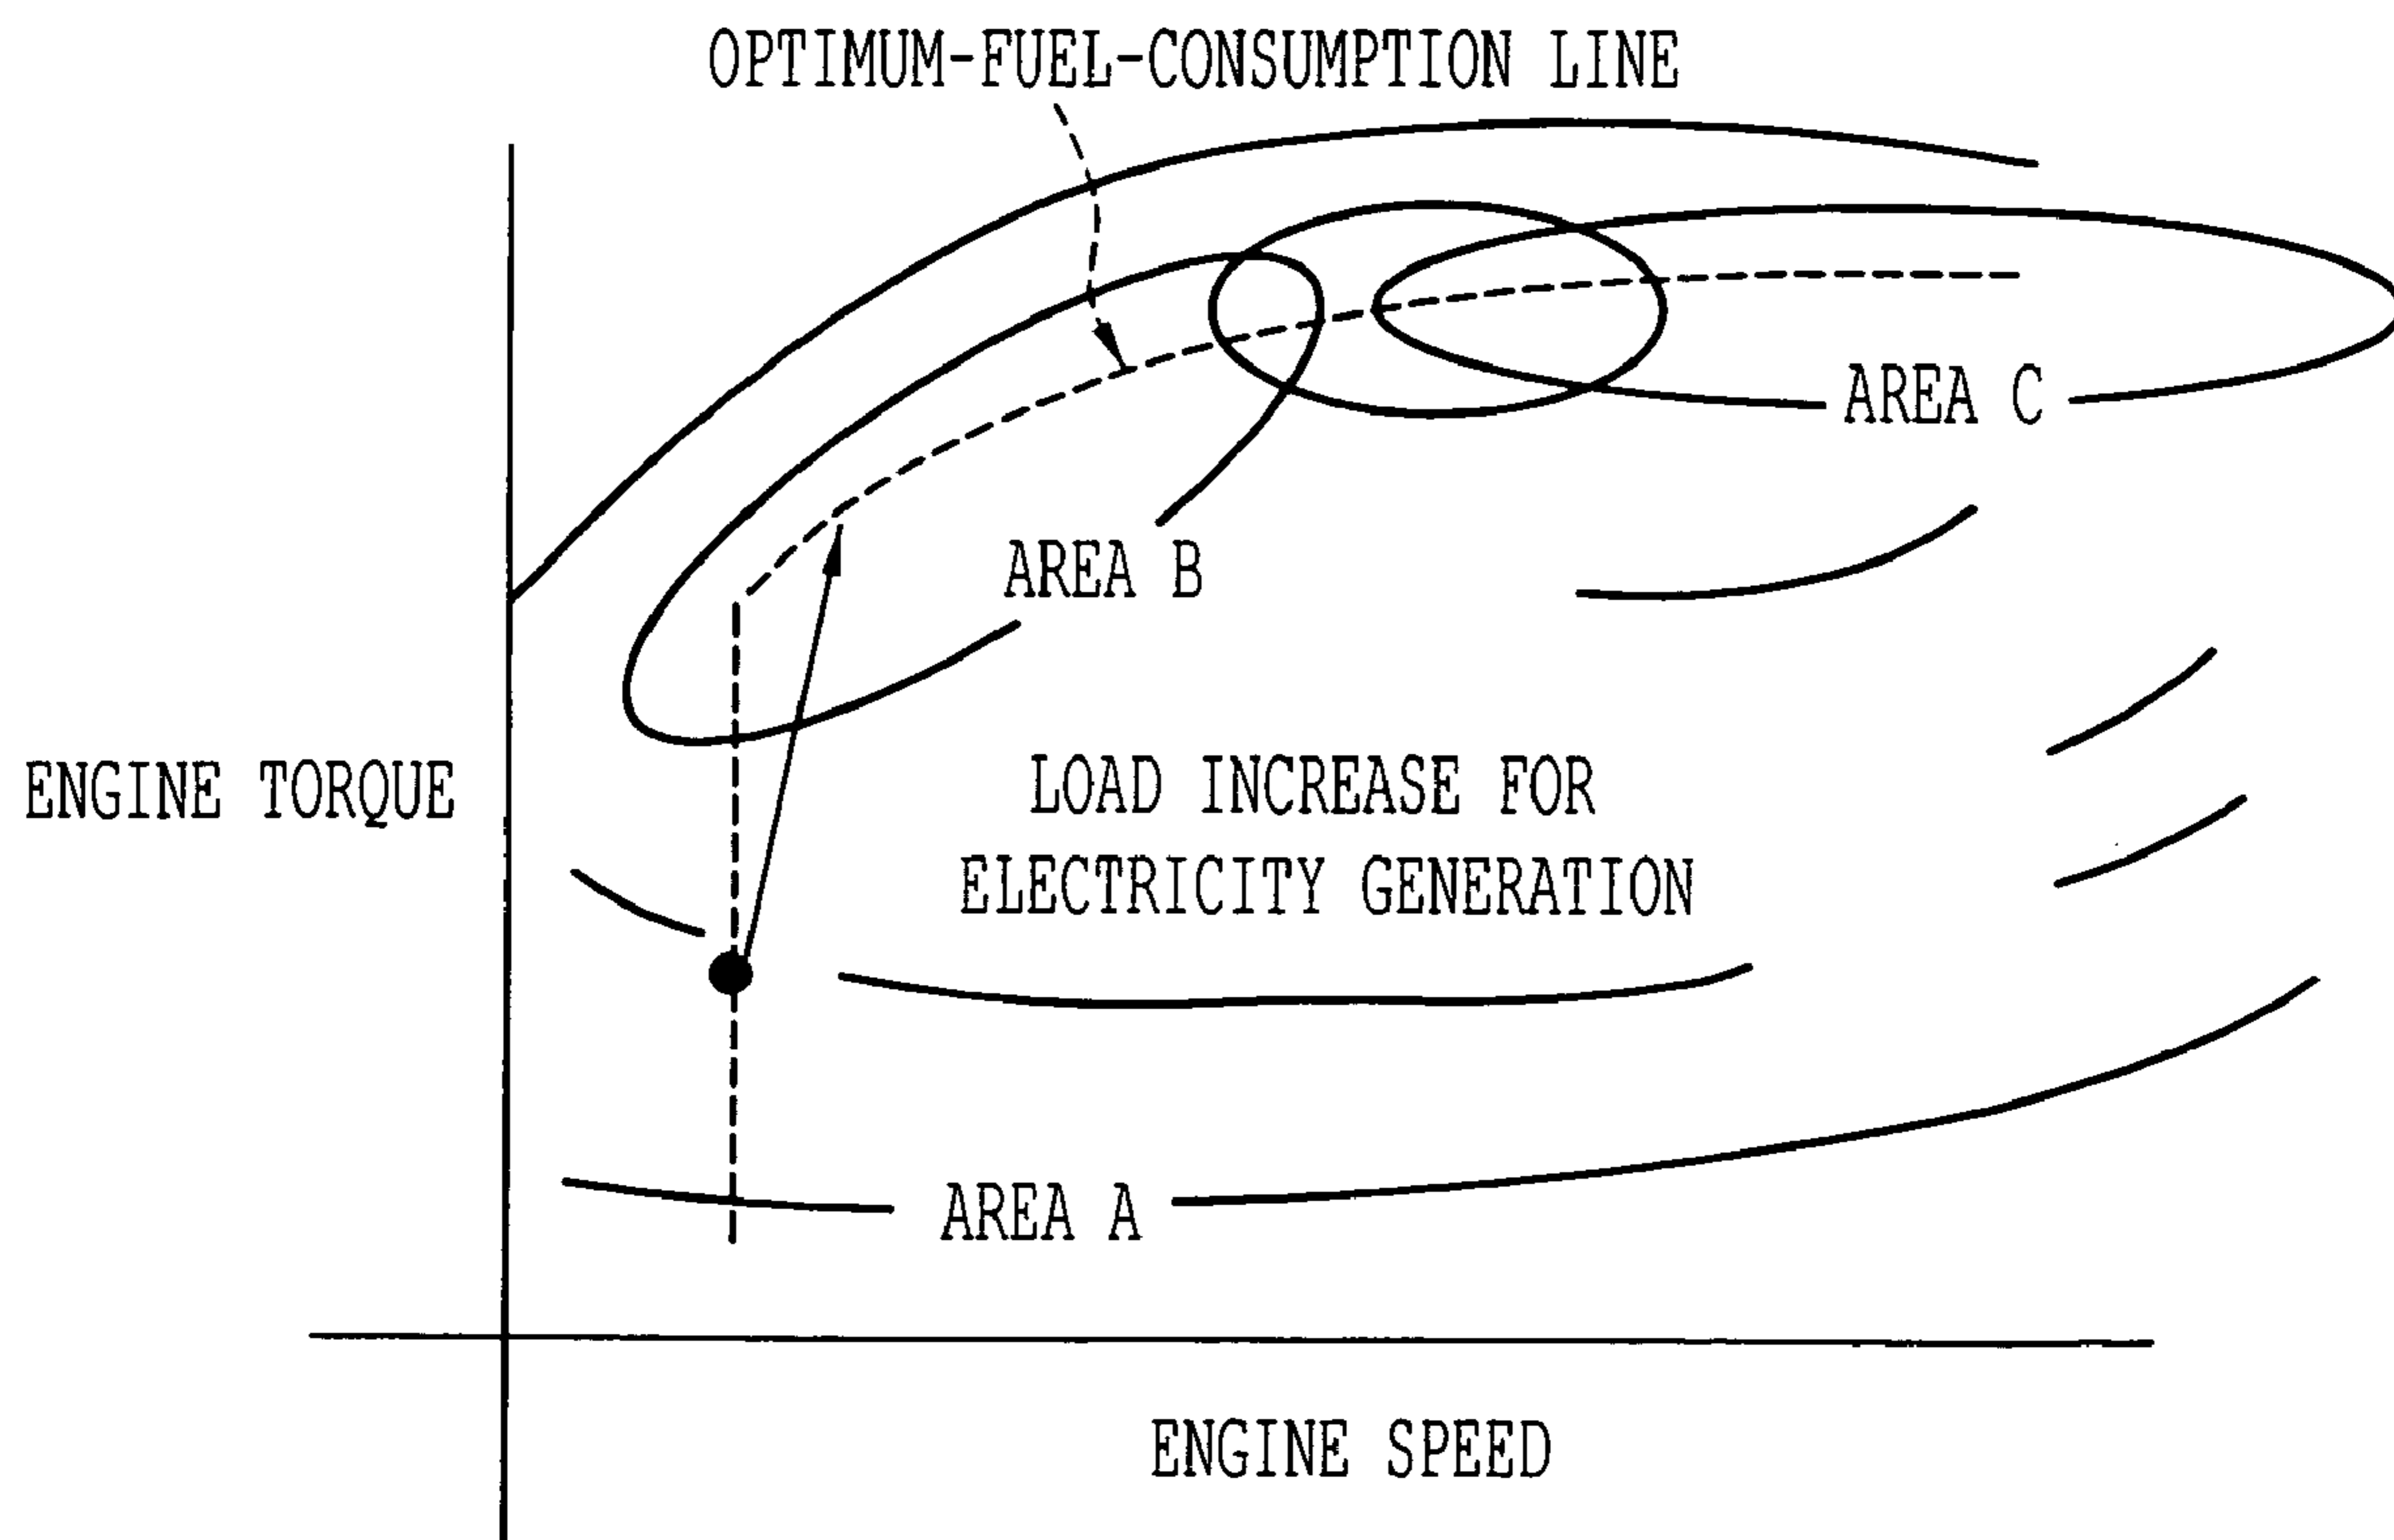 OPTIMUM-FUEL-CONSUMPTION LINE
AREA C
AREA B
ENGINE TORQUE
LOAD INCREASE FOR
ELECTRICITY GENERATION
AREA A
ENGINE SPEED